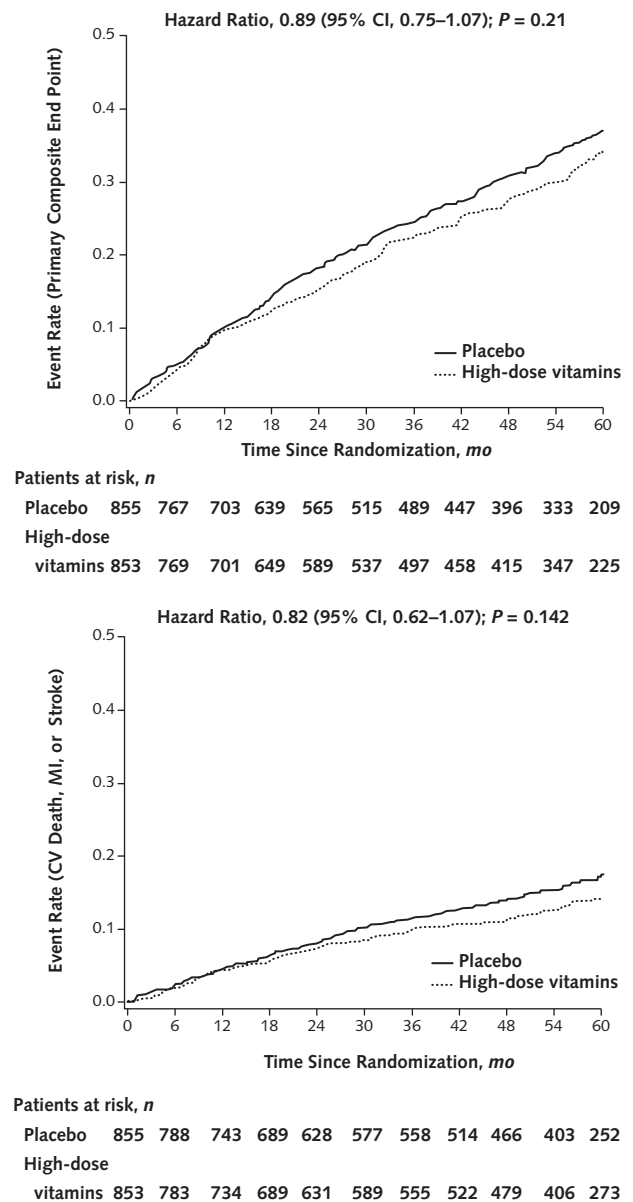 Hazard Ratio, 0.89 (95% CI, 0.75–1.07); P = 0.21
Event Rate (Primary Composite End Point)
0.5
0.4
0.3
0.2
0.1
0.0
Placebo
High-dose vitamins
0 6 12 18 24 30 36 42 48 54 60
Time Since Randomization, mo
Patients at risk, n
Placebo 855 767 703 639 565 515 489 447 396 333 209
High-dose
vitamins 853 769 701 649 589 537 497 458 415 347 225
Hazard Ratio, 0.82 (95% CI, 0.62–1.07); P = 0.142
Event Rate (CV Death, MI, or Stroke)
0.5
0.4
0.3
0.2
0.1
0.0
Placebo
High-dose vitamins
0 6 12 18 24 30 36 42 48 54 60
Time Since Randomization, mo
Patients at risk, n
Placebo 855 788 743 689 628 577 558 514 466 403 252
High-dose
vitamins 853 783 734 689 631 589 555 522 479 406 273